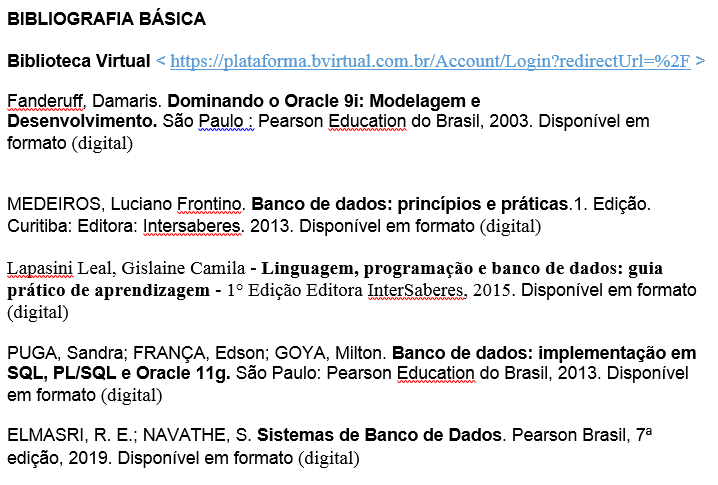 BIBLIOGRAFIA BÁSICA
Biblioteca Virtual < https://plataforma.bvirtual.com.br/Account/Login?redirectUrl=%2F >
Fanderuff, Damaris. Dominando o Oracle 9i: Modelagem e
Desenvolvimento. São Paulo : Pearson Education do Brasil, 2003. Disponível em
formato (digital)
MEDEIROS, Luciano Frontino. Banco de dados: princípios e práticas.1. Edição.
Curitiba: Editora: Intersaberes. 2013. Disponível em formato (digital)
Lapasini Leal, Gislaine Camila - Linguagem, programação e banco de dados: guia
prático de aprendizagem - 1° Edição Editora InterSaberes, 2015. Disponível em formato
(digital)
PUGA, Sandra; FRANÇA, Edson; GOYA, Milton. Banco de dados: implementação em
SQL, PL/SQL e Oracle 11g. São Paulo: Pearson Education do Brasil, 2013. Disponível
em formato (digital)
ELMASRI, R. E.; NAVATHE, S. Sistemas de Banco de Dados. Pearson Brasil, 7ª
edição, 2019. Disponível em formato (digital)